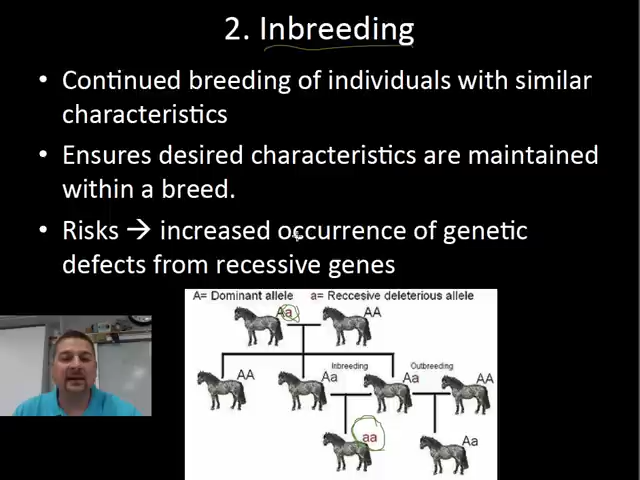 2. Inbreeding
• Continued breeding of individuals with similar
characteristics
• Ensures desired characteristics are maintained
within a breed.
• Risks → increased occurrence of genetic
defects from recessive genes
A= Dominant allele a= Reccesive deleterious allele
Aa AA
Inbreeding Outbreeding
AA Aa Aa AA
aa Aa